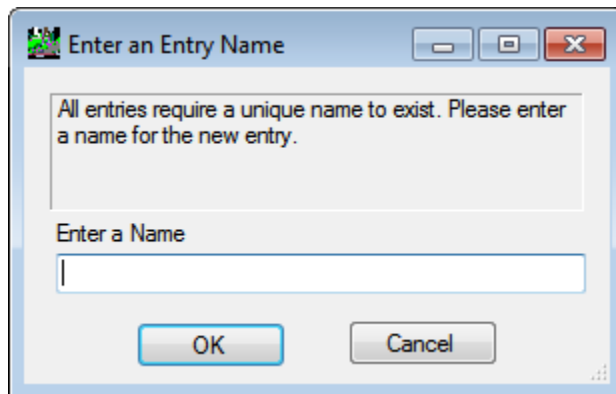 Enter an Entry Name
All entries require a unique name to exist. Please enter
a name for the new entry.
Enter a Name
OK
Cancel